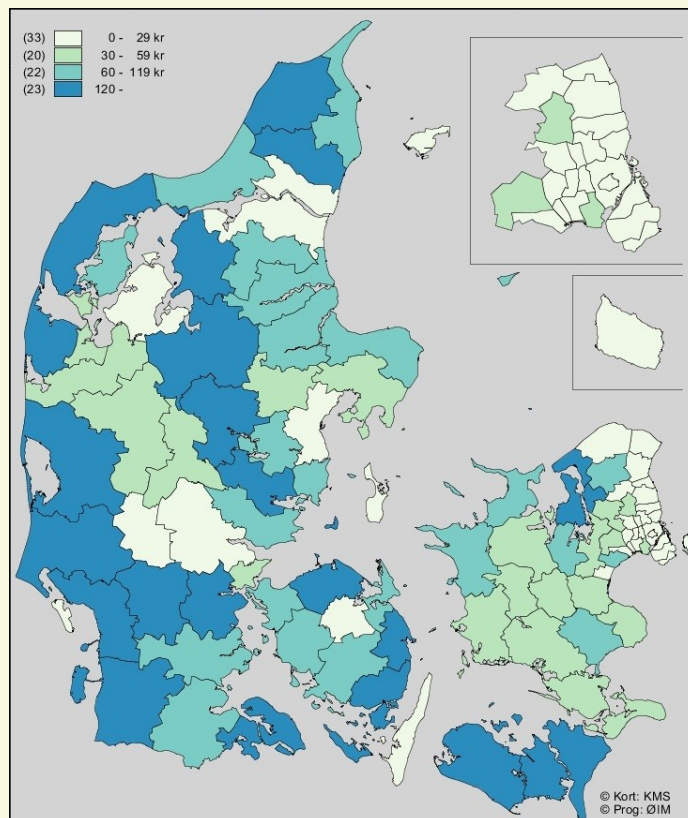 (33) 0 - 29 kr
(20) 30 - 59 kr
(22) 60 - 119 kr
(23) 120 -
© Kort: KMS
© Prog: ØIM